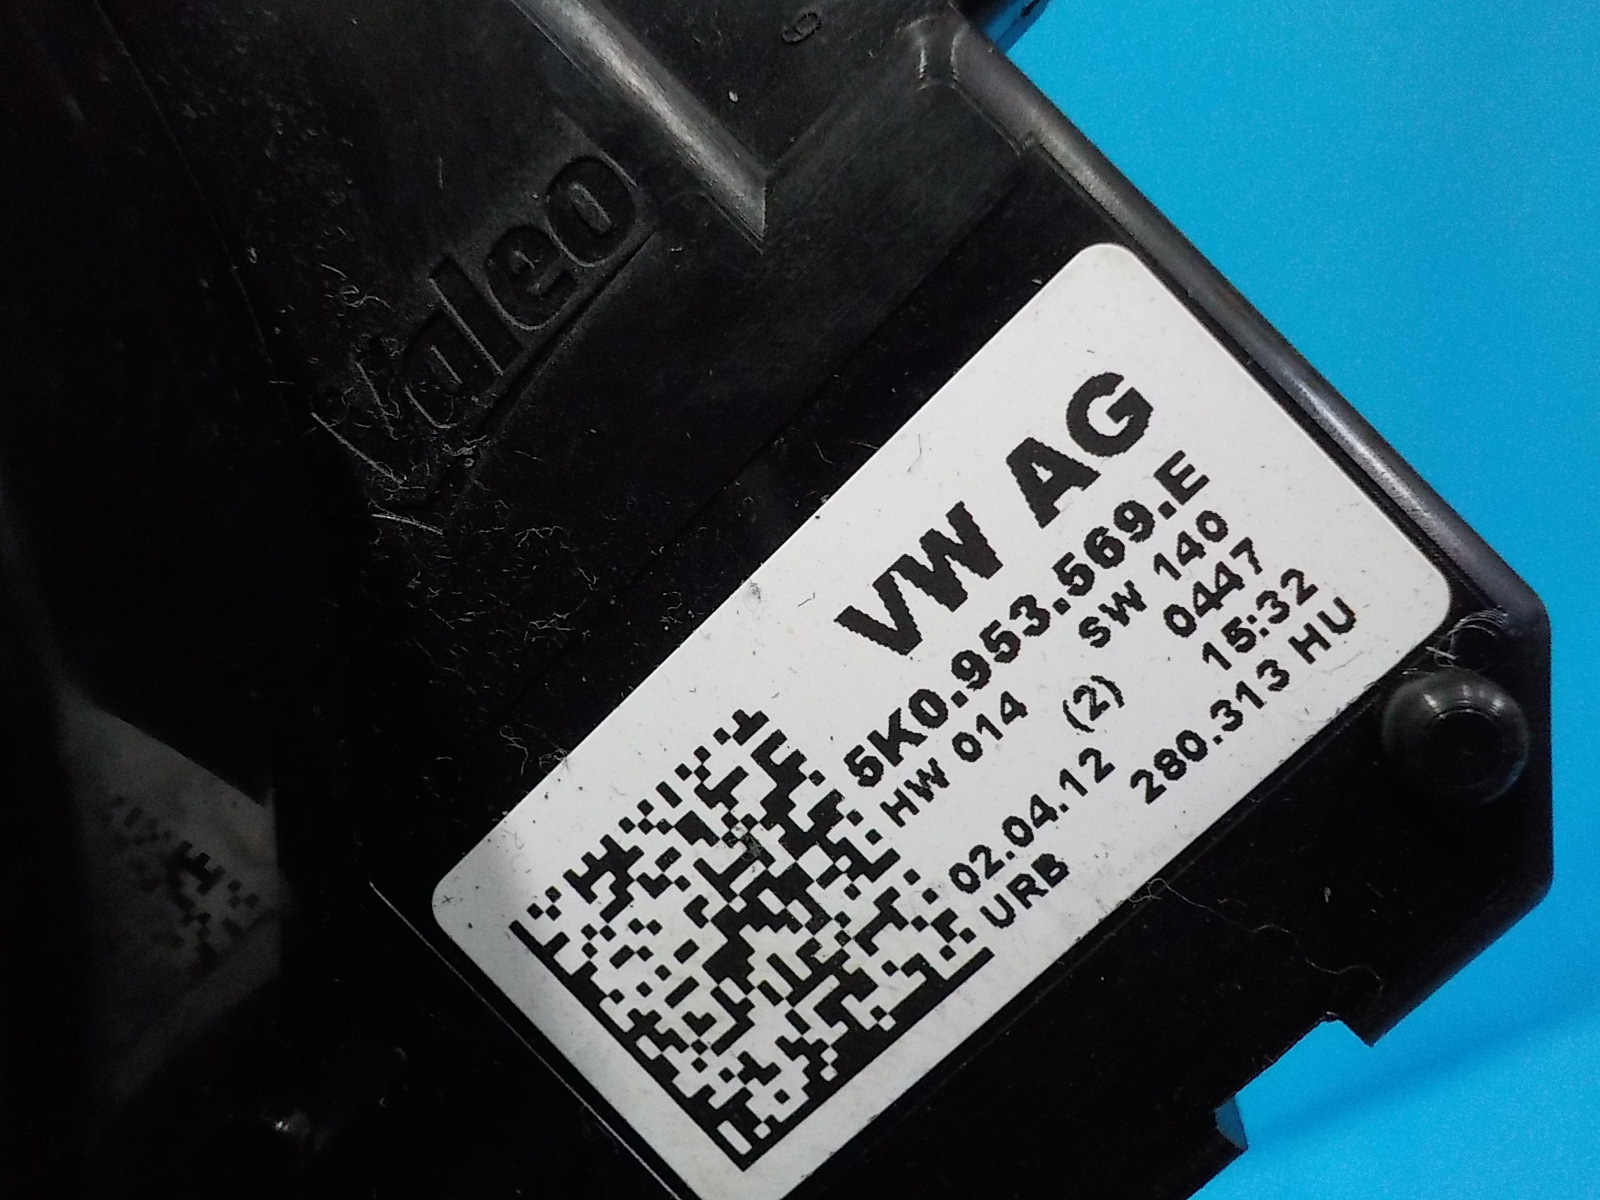 valeo
VW AG
5K0.953.569.E
HW 014 SW 140
(2) 0447
02.04.12 15:32
URB 280.313 HU